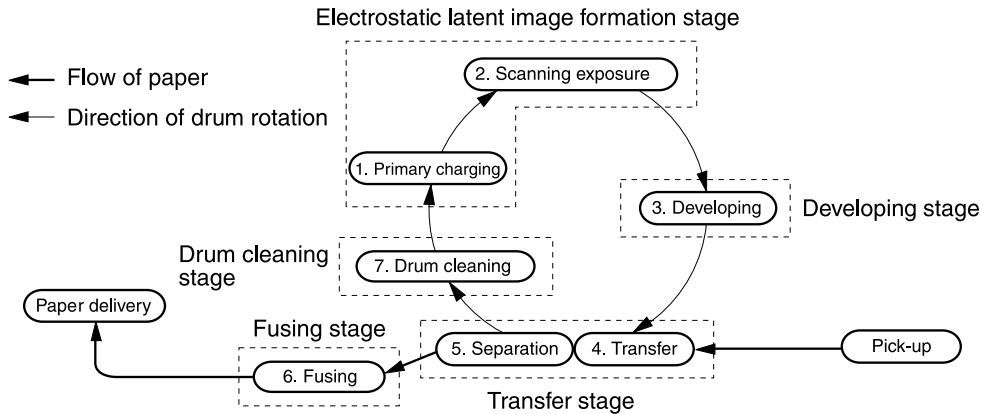 Electrostatic latent image formation stage
Flow of paper
Direction of drum rotation
2. Scanning exposure
1. Primary charging
3. Developing
Developing stage
Drum cleaning
stage
7. Drum cleaning
Paper delivery
Fusing stage
5. Separation
4. Transfer
Pick-up
6. Fusing
Transfer stage